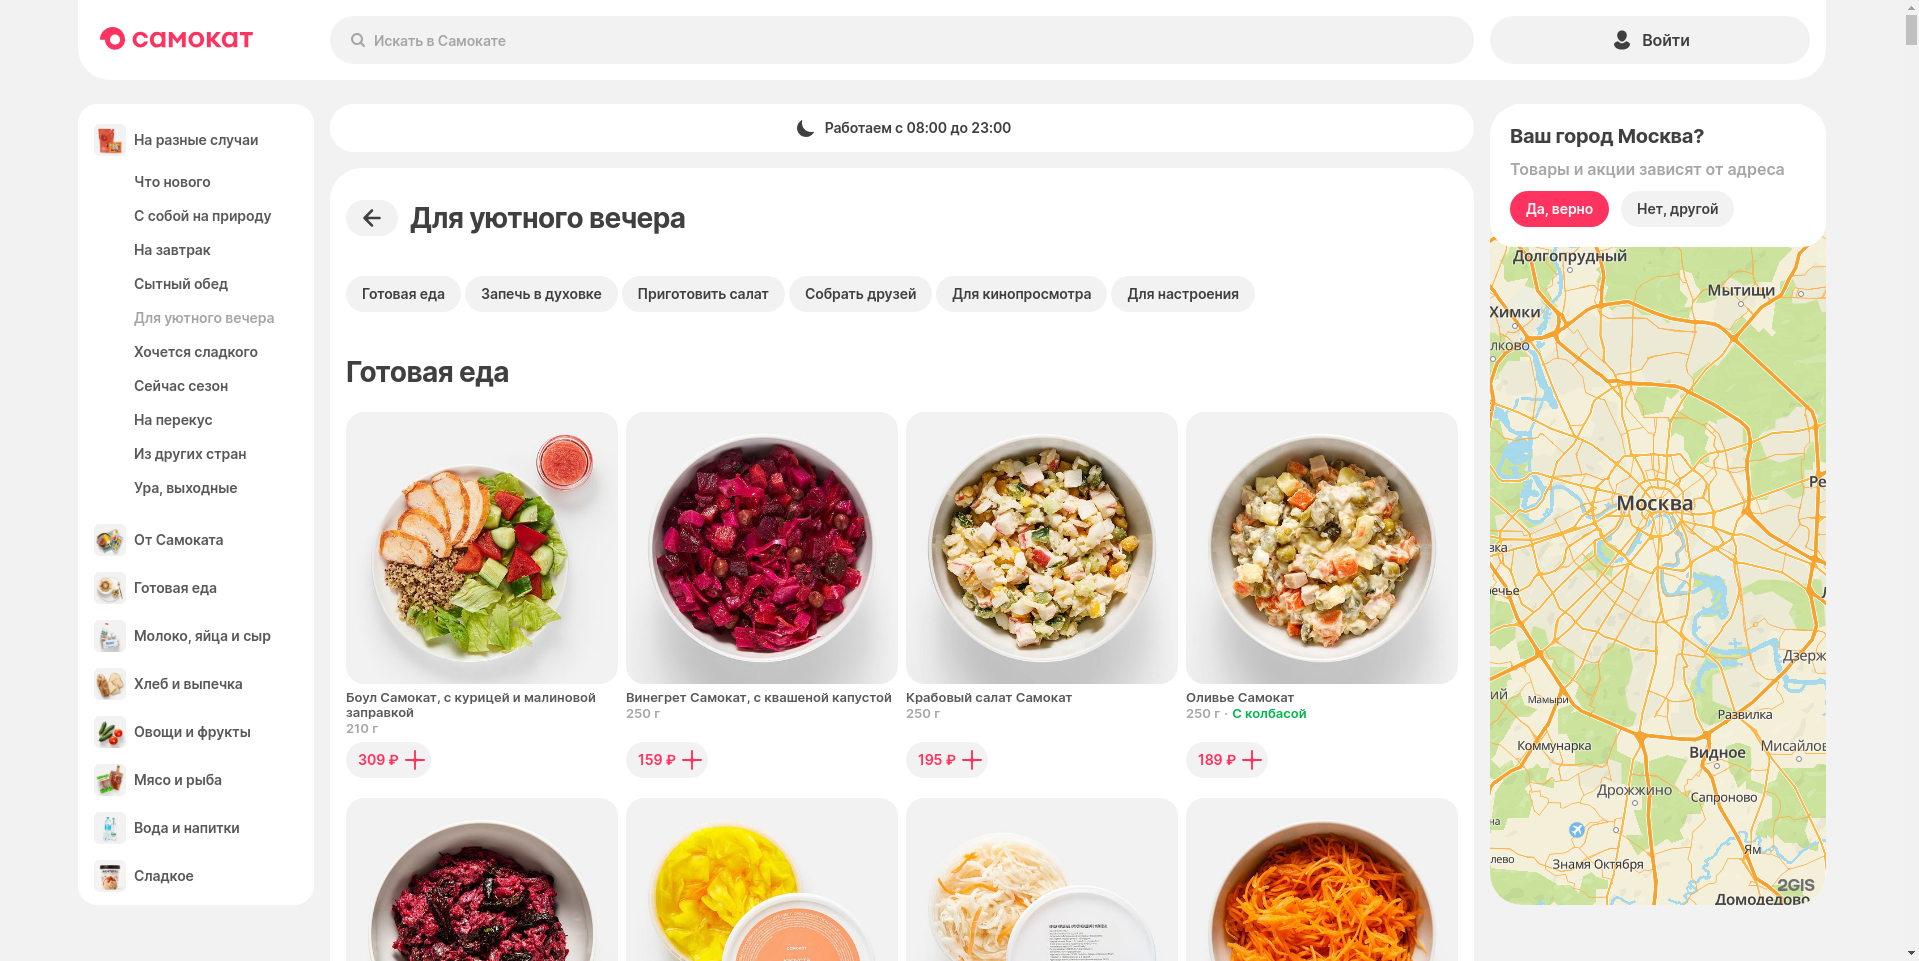 самокат
Искать в Самокате
Войти
Работаем с 08:00 до 23:00
На разные случаи
Что нового
С собой на природу
На завтрак
Сытный обед
Для уютного вечера
Хочется сладкого
Сейчас сезон
На перекус
Из других стран
Ура, выходные
От Самоката
Готовая еда
Молоко, яйца и сыр
Хлеб и выпечка
Овощи и фрукты
Мясо и рыба
Вода и напитки
Сладкое
Для уютного вечера
Готовая еда
Запечь в духовке
Приготовить салат
Собрать друзей
Для кинопросмотра
Для настроения
Готовая еда
Боул Самокат, с курицей и малиновой
заправкой
210 г
309 ₽
Винегрет Самокат, с квашеной капустой
250 г
159 ₽
Крабовый салат Самокат
250 г
195 ₽
Оливье Самокат
250 г · С колбасой
189 ₽
Ваш город Москва?
Товары и акции зависят от адреса
Да, верно
Нет, другой
Долгопрудный
Мытищи
Химки
лково
Ре
Москва
вка
речье
Дзерж
ий
Мамыри
Развилка
Коммунарка
Видное
Мисайлов
Дрожжино
Сапроново
на
Ям
лево
Знамя Октября
2GIS
Домодедово